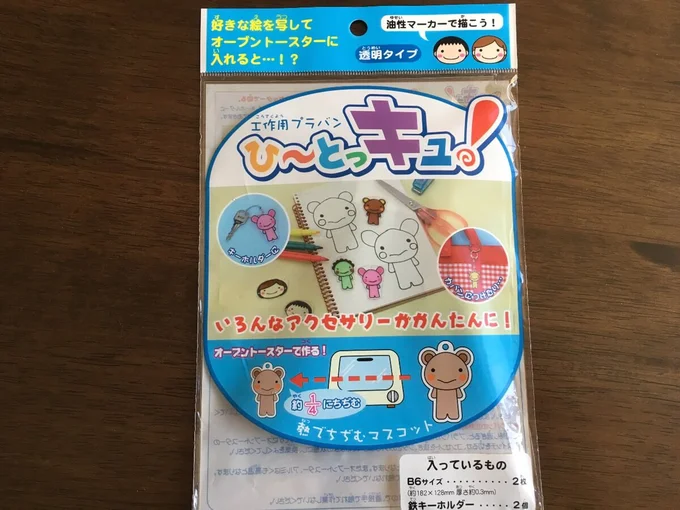 好きな絵を写して
オーブントースターに
入れると…！？
油性マーカーで描こう！
透明タイプ
工作用プラバン
ひ〜とっキュッ！
キーホルダーに
いろんなアクセサリーがかんたんに！
オーブントースターで作る！
約1/4にちぢむ
熱でちぢむマスコット
入っているもの
B6サイズ・・・・・・・・・・・2枚
(約182×128mm 厚さ約0.3mm)
鉄キーホルダー・・・・・2個